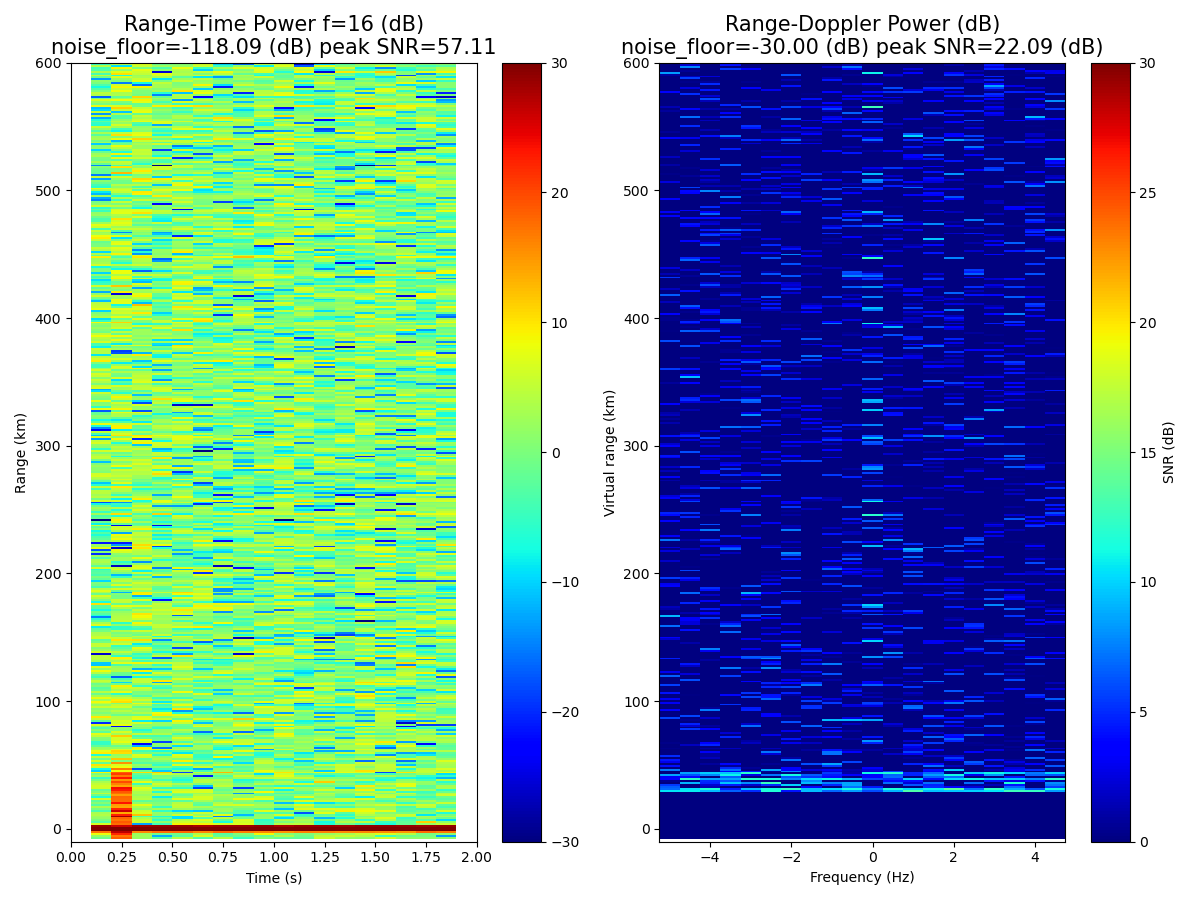 Range-Time Power f=16 (dB)
noise_floor=-118.09 (dB) peak SNR=57.11
Range-Doppler Power (dB)
noise_floor=-30.00 (dB) peak SNR=22.09 (dB)
600
500
400
300
200
100
0
Range (km)
0.00 0.25 0.50 0.75 1.00 1.25 1.50 1.75 2.00
Time (s)
30
20
10
0
−10
−20
−30
600
500
400
300
200
100
0
Virtual range (km)
−4 −2 0 2 4
Frequency (Hz)
30
25
20
15
10
5
0
SNR (dB)